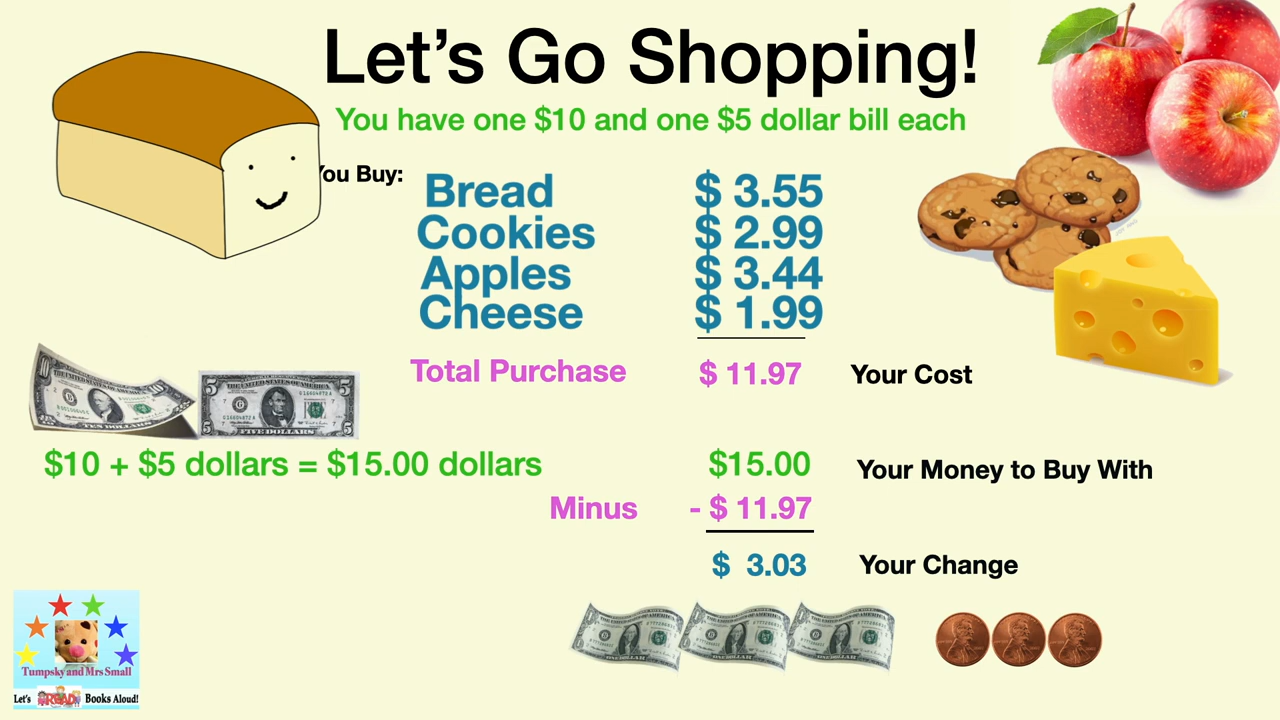 Let's Go Shopping!
You have one $10 and one $5 dollar bill each
You Buy:
Bread $ 3.55
Cookies $ 2.99
Apples $ 3.44
Cheese $ 1.99
Total Purchase $ 11.97 Your Cost
$10 + $5 dollars = $15.00 dollars $15.00 Your Money to Buy With
Minus - $ 11.97
$ 3.03 Your Change
Tumpsky and Mrs Small
Let's READ Books Aloud!